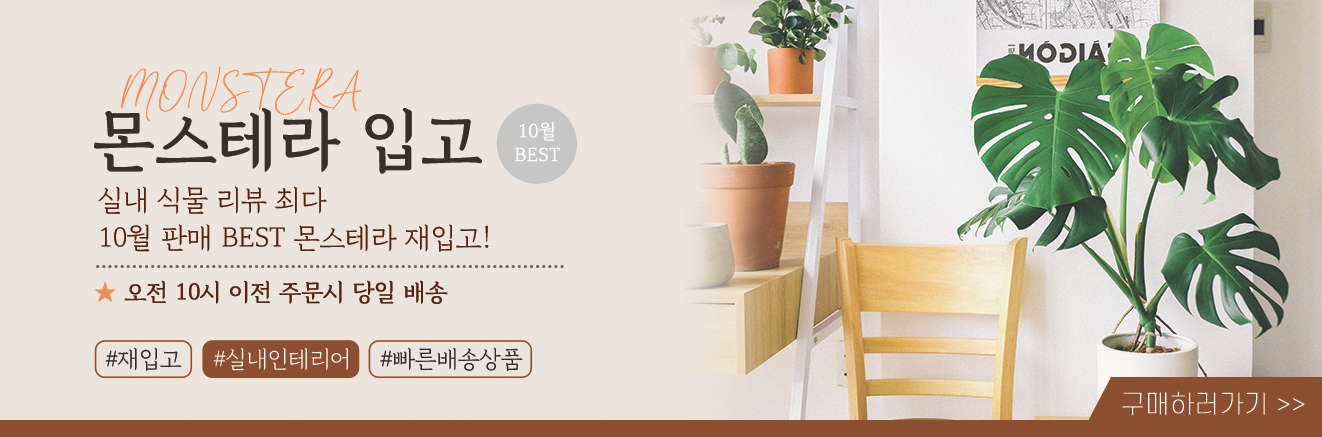 MONSTERA
몬스테라 입고
10월
BEST
실내 식물 리뷰 최다
10월 판매 BEST 몬스테라 재입고!
★ 오전 10시 이전 주문시 당일 배송
#재입고 #실내인테리어 #빠른배송상품
구매하러가기 >>